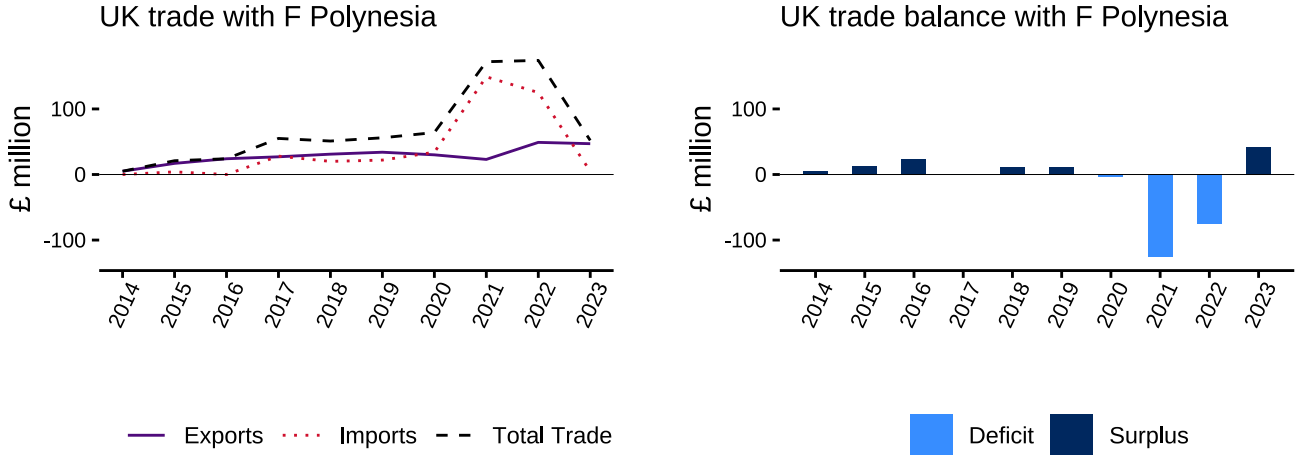 UK trade with F Polynesia
£ million
100
0
-100
2014
2015
2016
2017
2018
2019
2020
2021
2022
2023
Exports
Imports
Total Trade
UK trade balance with F Polynesia
£ million
100
0
-100
2014
2015
2016
2017
2018
2019
2020
2021
2022
2023
Deficit
Surplus